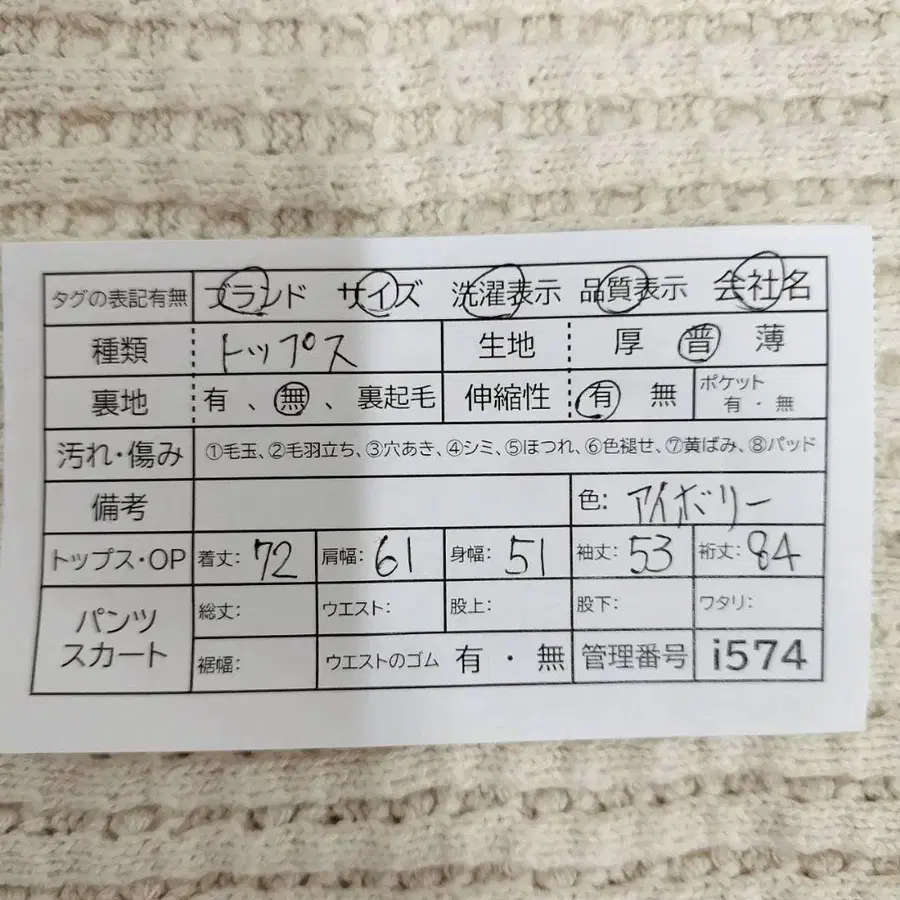 タグの表記有無 ブランド サイズ 洗濯表示 品質表示 会社名
種類 トップス 生地 厚 普 薄
裏地 有 、 無 、 裏起毛 伸縮性 有 無 ポケット 有 ・ 無
汚れ・傷み ①毛玉、②毛羽立ち、③穴あき、④シミ、⑤ほつれ、⑥色褪せ、⑦黄ばみ、⑧パッド
備考 色: アイボリー
トップス・OP 着丈: 72 肩幅: 61 身幅: 51 袖丈: 53 裄丈: 84
パンツ スカート 総丈: ウエスト: 股上: 股下: ワタリ:
裾幅: ウエストのゴム 有 ・ 無 管理番号 i574